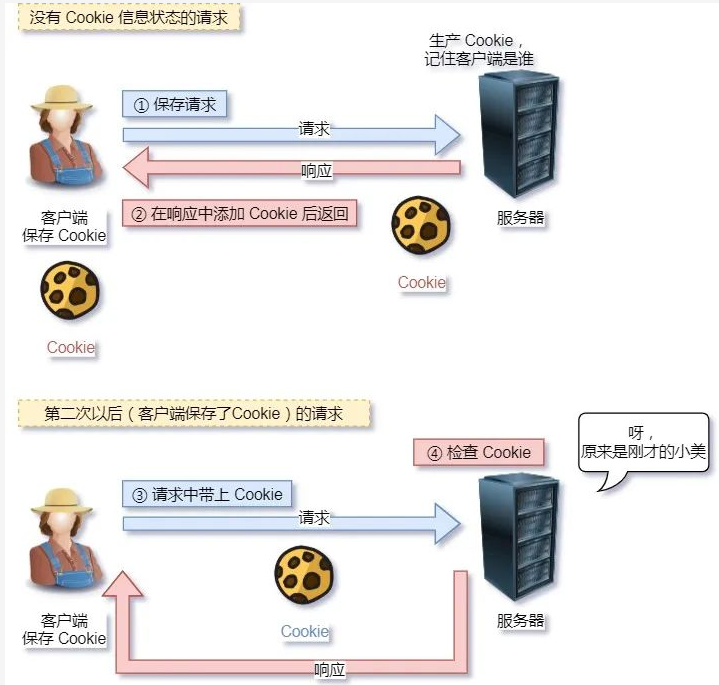 没有 Cookie 信息状态的请求
生产 Cookie，
记住客户端是谁
① 保存请求
请求
响应
② 在响应中添加 Cookie 后返回
客户端
保存 Cookie
服务器
Cookie
Cookie
第二次以后（客户端保存了Cookie）的请求
呀，
原来是刚才的小美
④ 检查 Cookie
③ 请求中带上 Cookie
请求
Cookie
客户端
保存 Cookie
服务器
响应